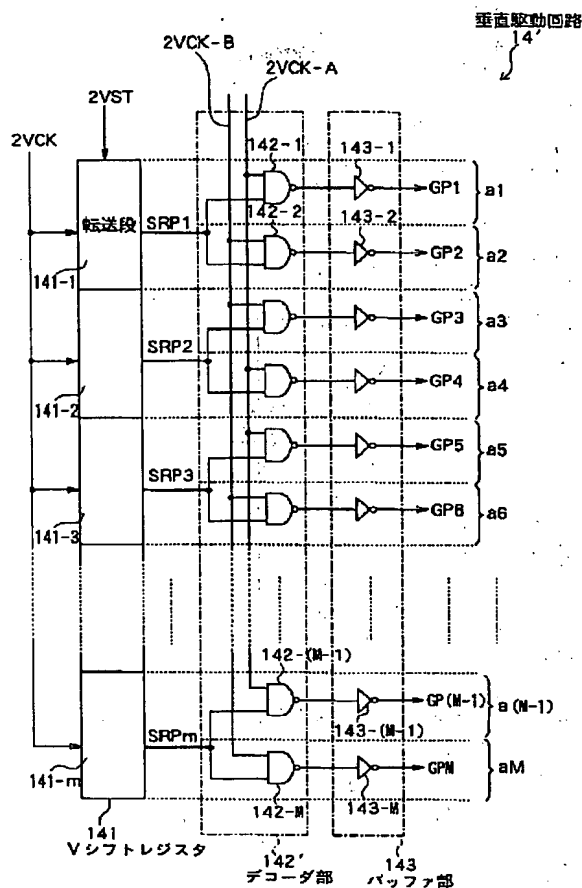 垂直駆動回路
14'
2VCK-B
2VCK-A
2VST
2VCK
142-1
143-1
転送段
SRP1
GP1
a1
142-2
143-2
GP2
a2
141-1
GP3
a3
SRP2
GP4
a4
141-2
GP5
a5
SRP3
GP6
a6
141-3
142-(M-1)
GP(M-1)
a(M-1)
143-(M-1)
SRPm
GPM
aM
141-m
142-M
143-M
141
Vシフトレジスタ
142'
デコーダ部
143
バッファ部